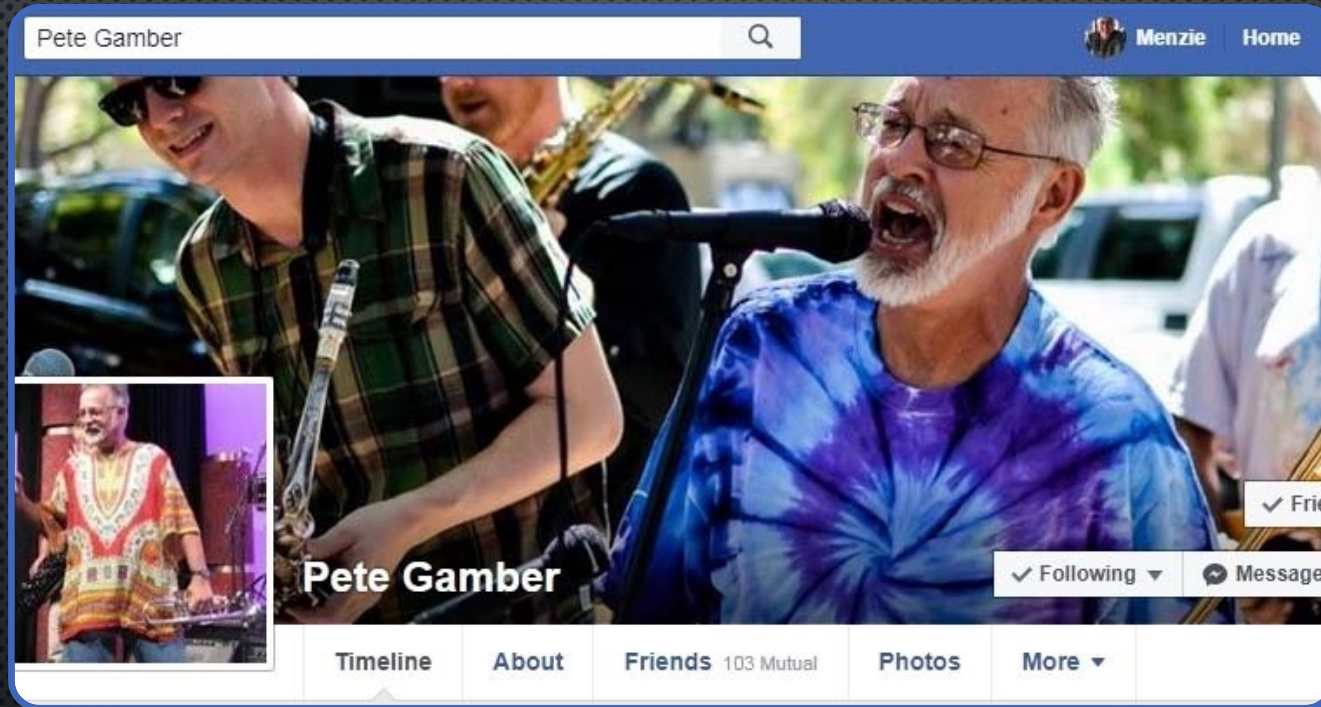 Pete Gamber
Menzie Home
Pete Gamber
Following Message
Timeline About Friends 103 Mutual Photos More